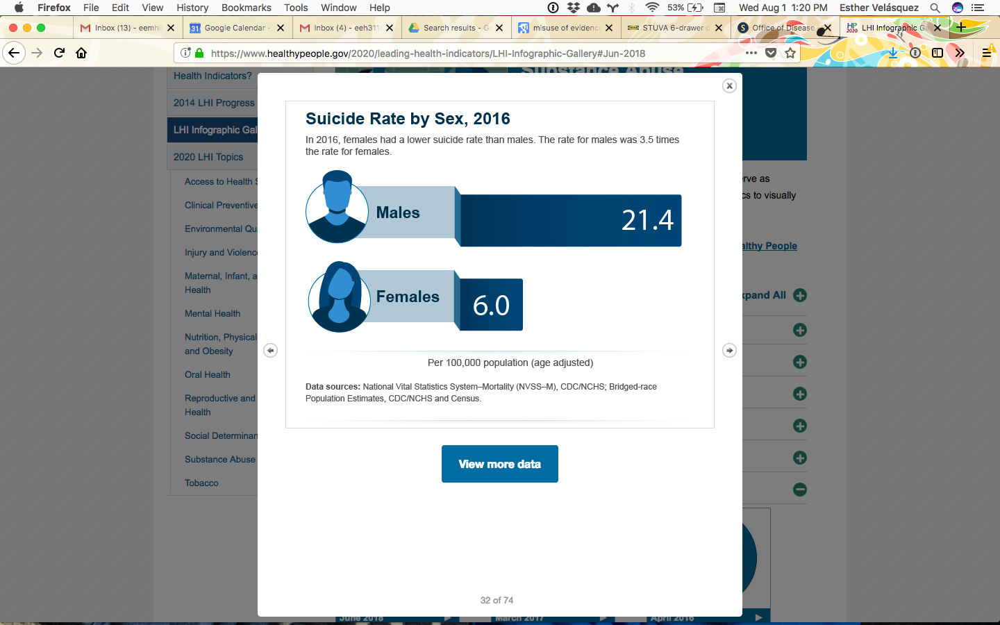 Firefox File Edit View History Bookmarks Tools Window Help 53% Wed Aug 1 1:20 PM Esther Velásquez
Inbox (13) - eemhi Google Calendar - Inbox (4) - eeh311 Search results - G misuse of evidenc STUVA 6-drawer d Office of Disease LHI Infographic Ga
https://www.healthypeople.gov/2020/leading-health-indicators/LHI-Infographic-Gallery#Jun-2018
Substance Abuse
Health Indicators?
2014 LHI Progress
LHI Infographic Gal
2020 LHI Topics
Access to Health S
Clinical Preventive
Environmental Qu
Injury and Violence
Maternal, Infant, a
Health
Mental Health
Nutrition, Physical
and Obesity
Oral Health
Reproductive and
Health
Social Determinan
Substance Abuse
Tobacco
Suicide Rate by Sex, 2016
In 2016, females had a lower suicide rate than males. The rate for males was 3.5 times
the rate for females.
Males
21.4
Females
6.0
Per 100,000 population (age adjusted)
Data sources: National Vital Statistics System–Mortality (NVSS–M), CDC/NCHS; Bridged-race
Population Estimates, CDC/NCHS and Census.
View more data
32 of 74
rve as
cs to visually
althy People
xpand All
June 2018
March 2017
April 2016